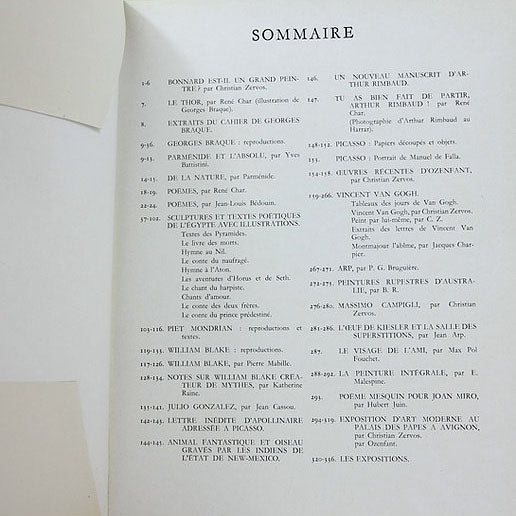 SOMMAIRE
1-6 BONNARD EST-IL UN GRAND PEIN-
TRE? par Christian Zervos.
7. LE THOR, par René Char (illustration de
Georges Braque).
8. EXTRAITS DU CAHIER DE GEORGES
BRAQUE.
9-36. GEORGES BRAQUE : reproductions.
9-13. PARMÉNIDE ET L'ABSOLU, par Yves
Battistini.
14-15. DE LA NATURE, par Parménide.
18-19. POÈMES, par René Char.
22-24. POÈMES, par Jean-Louis Bédouin.
37-102. SCULPTURES ET TEXTES POÉTIQUES
DE L'ÉGYPTE AVEC ILLUSTRATIONS.
Textes des Pyramides.
Le livre des morts.
Hymne au Nil.
Le conte du naufragé.
Hymne à l'Aton.
Les aventures d'Horus et de Seth.
Le chant du harpiste.
Chants d'amour.
Le conte des deux frères.
Le conte du prince prédestiné.
103-116. PIET MONDRIAN : reproductions et
textes.
119-133. WILLIAM BLAKE : reproductions.
117-126. WILLIAM BLAKE, par Pierre Mabille.
128-134. NOTES SUR WILLIAM BLAKE CRÉA-
TEUR DE MYTHES, par Katherine
Raine.
135-141. JULIO GONZALEZ, par Jean Cassou.
142-143. LETTRE INÉDITE D'APOLLINAIRE
ADRESSÉE A PICASSO.
144-145. ANIMAL FANTASTIQUE ET OISEAU
GRAVÉS PAR LES INDIENS DE
L'ÉTAT DE NEW-MEXICO.
146. UN NOUVEAU MANUSCRIT D'AR-
THUR RIMBAUD.
147. TU AS BIEN FAIT DE PARTIR,
ARTHUR RIMBAUD ! par René
Char.
(Photographie d'Arthur Rimbaud au
Harrar).
148-152. PICASSO : Papiers découpés et objets.
153. PICASSO : Portrait de Manuel de Falla.
154-158. ŒUVRES RÉCENTES D'OZENFANT,
par Christian Zervos.
159-266. VINCENT VAN GOGH.
Tableaux des jours de Van Gogh.
Vincent Van Gogh, par Christian Zervos.
Peint par lui-même, par C. Z.
Extraits des lettres de Vincent Van
Gogh.
Montmajour l'abîme, par Jacques Char-
pier.
267-271. ARP, par P. G. Bruguière.
272-275. PEINTURES RUPESTRES D'AUSTRA-
LIE, par B. R.
276-280. MASSIMO CAMPIGLI, par Christian
Zervos.
281-286. L'ŒUF DE KIESLER ET LA SALLE DES
SUPERSTITIONS, par Jean Arp.
287. LE VISAGE DE L'AMI, par Max Pol
Fouchet.
288-292. LA PEINTURE INTÉGRALE, par E.
Malespine.
293. POÈME MESQUIN POUR JOAN MIRO,
par Hubert Juin.
294-319. EXPOSITION D'ART MODERNE AU
PALAIS DES PAPES A AVIGNON,
par Christian Zervos.
par Ozenfant.
320-336. LES EXPOSITIONS.